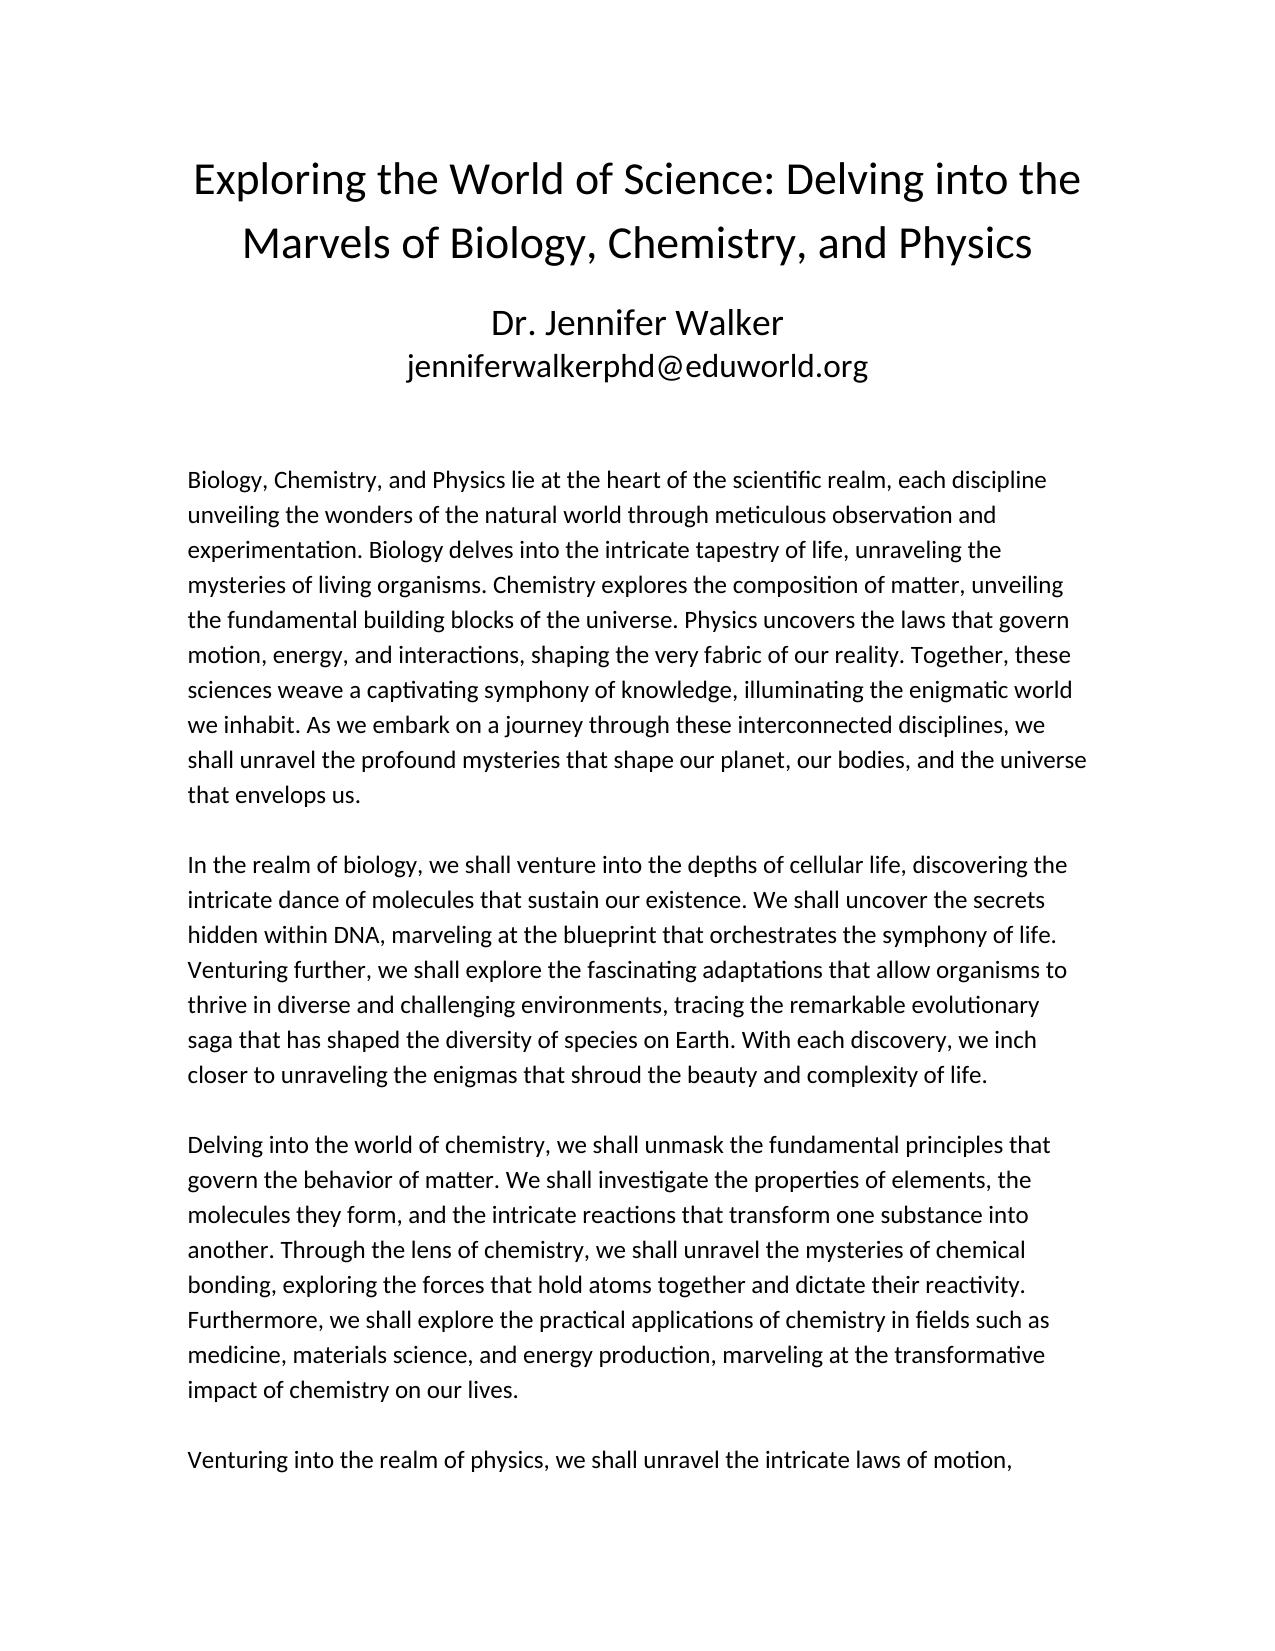 Exploring the World of Science: Delving into the
Marvels of Biology, Chemistry, and Physics
Dr. Jennifer Walker
jenniferwalkerphd@eduworld.org
Biology, Chemistry, and Physics lie at the heart of the scientific realm, each discipline
unveiling the wonders of the natural world through meticulous observation and
experimentation. Biology delves into the intricate tapestry of life, unraveling the
mysteries of living organisms. Chemistry explores the composition of matter, unveiling
the fundamental building blocks of the universe. Physics uncovers the laws that govern
motion, energy, and interactions, shaping the very fabric of our reality. Together, these
sciences weave a captivating symphony of knowledge, illuminating the enigmatic world
we inhabit. As we embark on a journey through these interconnected disciplines, we
shall unravel the profound mysteries that shape our planet, our bodies, and the universe
that envelops us.
In the realm of biology, we shall venture into the depths of cellular life, discovering the
intricate dance of molecules that sustain our existence. We shall uncover the secrets
hidden within DNA, marveling at the blueprint that orchestrates the symphony of life.
Venturing further, we shall explore the fascinating adaptations that allow organisms to
thrive in diverse and challenging environments, tracing the remarkable evolutionary
saga that has shaped the diversity of species on Earth. With each discovery, we inch
closer to unraveling the enigmas that shroud the beauty and complexity of life.
Delving into the world of chemistry, we shall unmask the fundamental principles that
govern the behavior of matter. We shall investigate the properties of elements, the
molecules they form, and the intricate reactions that transform one substance into
another. Through the lens of chemistry, we shall unravel the mysteries of chemical
bonding, exploring the forces that hold atoms together and dictate their reactivity.
Furthermore, we shall explore the practical applications of chemistry in fields such as
medicine, materials science, and energy production, marveling at the transformative
impact of chemistry on our lives.
Venturing into the realm of physics, we shall unravel the intricate laws of motion,